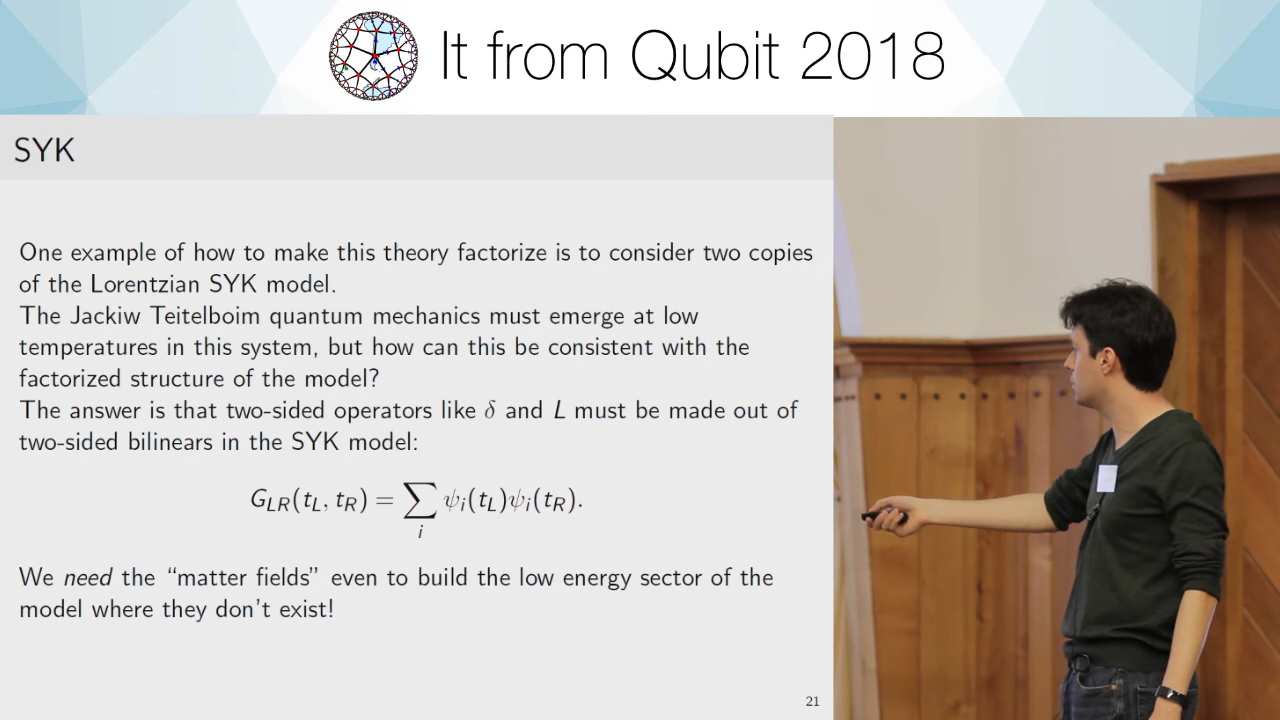 It from Qubit 2018
SYK
One example of how to make this theory factorize is to consider two copies
of the Lorentzian SYK model.
The Jackiw Teitelboim quantum mechanics must emerge at low
temperatures in this system, but how can this be consistent with the
factorized structure of the model?
The answer is that two-sided operators like δ and L must be made out of
two-sided bilinears in the SYK model:
G_{LR}(t_L, t_R) = ∑_i ψ_i(t_L)ψ_i(t_R).
We need the “matter fields” even to build the low energy sector of the
model where they don't exist!
21